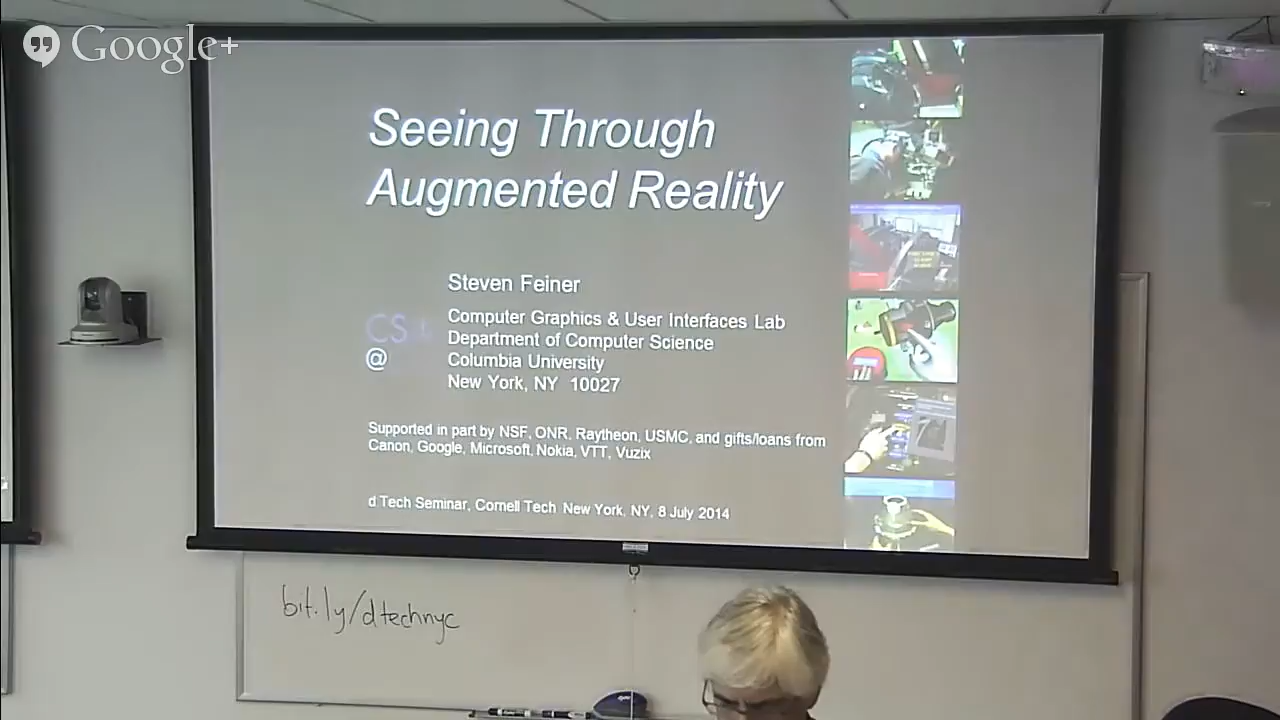 Google+
Seeing Through
Augmented Reality
Steven Feiner
Computer Graphics & User Interfaces Lab
Department of Computer Science
@
Columbia University
New York, NY 10027
Supported in part by NSF, ONR, Raytheon, USMC, and gifts/loans from
Canon, Google, Microsoft, Nokia, VTT, Vuzix
d Tech Seminar, Cornell Tech New York, NY, 8 July 2014
bit.ly/dtechnyc